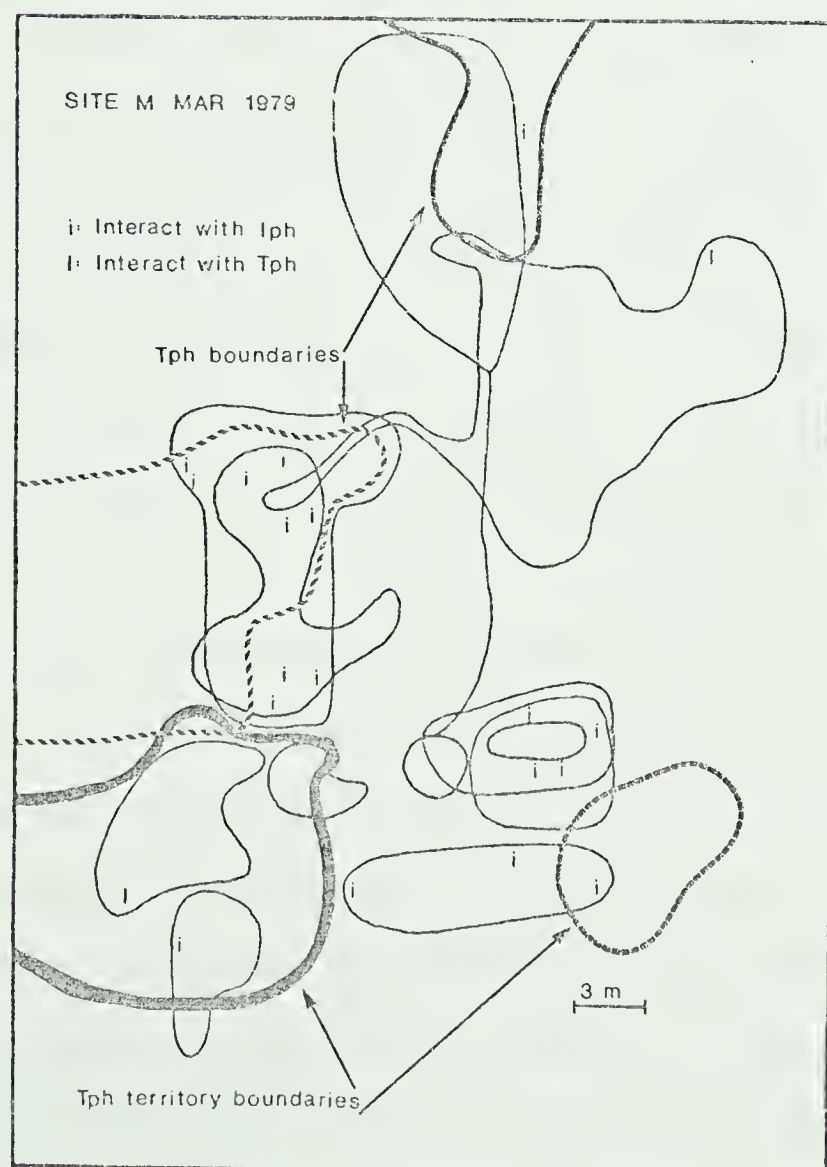 SITE M MAR 1979
i: Interact with Iph
I: Interact with Tph
Tph boundaries
i
I
i
i
i
I
i
i
i
i
i
i
i
i
i
i
i
i
i
I
i
i
3 m
Tph territory boundaries